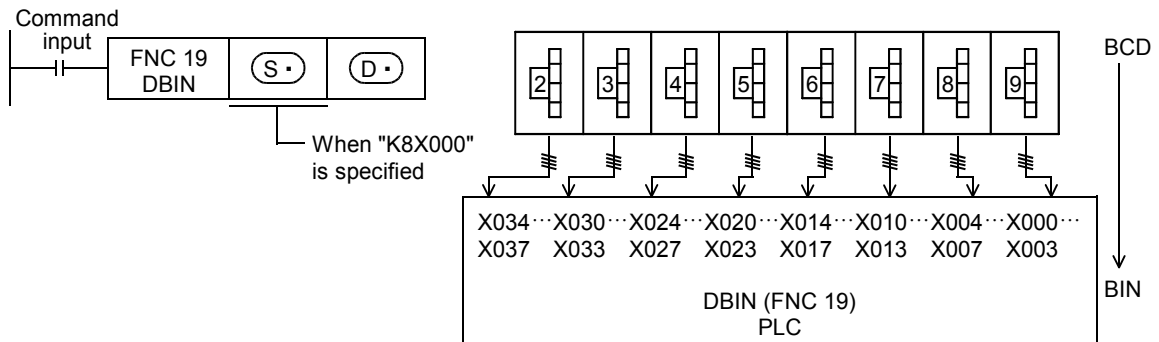 Command
input
FNC 19
DBIN
S・
D・
When "K8X000"
is specified
2 3 4 5 6 7 8 9
BCD
X034···X030···X024···X020···X014···X010···X004···X000···
X037 X033 X027 X023 X017 X013 X007 X003
BIN
DBIN (FNC 19)
PLC